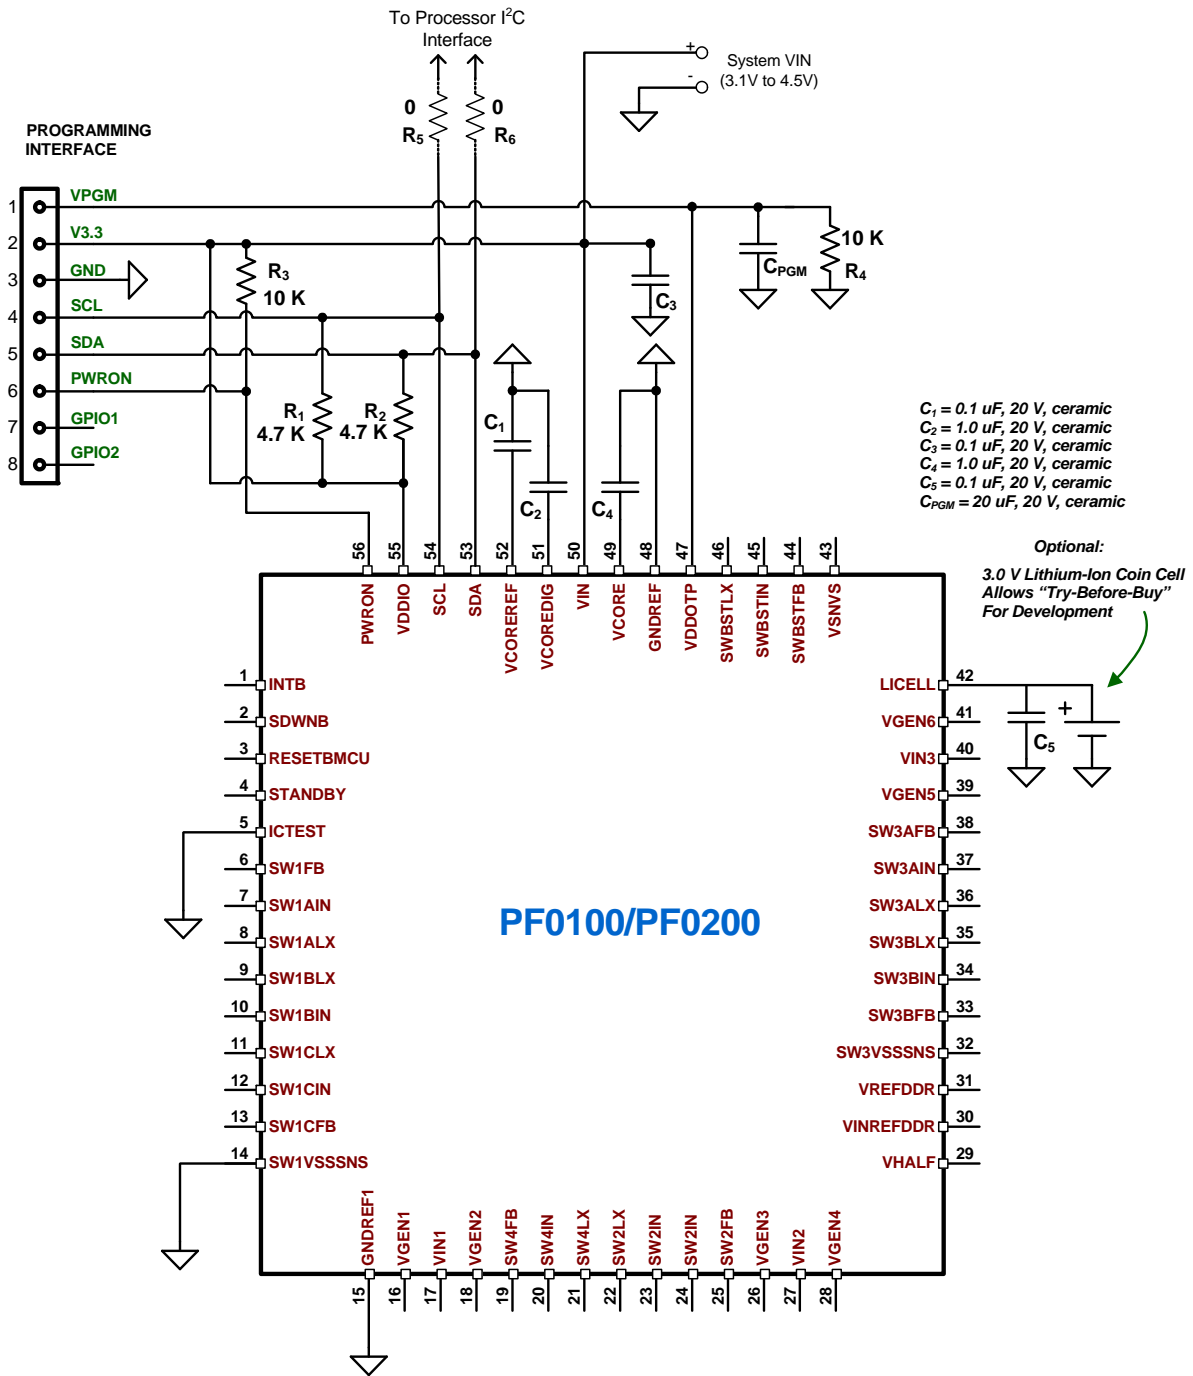 To Processor I2C
Interface
+
System VIN
(3.1V to 4.5V)
-
0
R5
0
R6
PROGRAMMING
INTERFACE
1 VPGM
2 V3.3
3 GND
4 SCL
5 SDA
6 PWRON
7 GPIO1
8 GPIO2
R3
10 K
R1
4.7 K
R2
4.7 K
C1
C2
C3
C4
CPGM
10 K
R4
C1 = 0.1 uF, 20 V, ceramic
C2 = 1.0 uF, 20 V, ceramic
C3 = 0.1 uF, 20 V, ceramic
C4 = 1.0 uF, 20 V, ceramic
C5 = 0.1 uF, 20 V, ceramic
CPGM = 20 uF, 20 V, ceramic
Optional:
3.0 V Lithium-Ion Coin Cell
Allows “Try-Before-Buy”
For Development
+
C5
56 PWRON
55 VDDIO
54 SCL
53 SDA
52 VCOREREF
51 VCOREDIG
50 VIN
49 VCORE
48 GNDREF
47 VDDOTP
46 SWBSTLX
45 SWBSTIN
44 SWBSTFB
43 VSNVS
1 INTB
2 SDWNB
3 RESETBMCU
4 STANDBY
5 ICTEST
6 SW1FB
7 SW1AIN
8 SW1ALX
9 SW1BLX
10 SW1BIN
11 SW1CLX
12 SW1CIN
13 SW1CFB
14 SW1VSSSNS
PF0100/PF0200
LICELL 42
VGEN6 41
VIN3 40
VGEN5 39
SW3AFB 38
SW3AIN 37
SW3ALX 36
SW3BLX 35
SW3BIN 34
SW3BFB 33
SW3VSSSNS 32
VREFDDR 31
VINREFDDR 30
VHALF 29
GNDREF1 15
VGEN1 16
VIN1 17
VGEN2 18
SW4FB 19
SW4IN 20
SW4LX 21
SW2LX 22
SW2IN 23
SW2IN 24
SW2FB 25
VGEN3 26
VIN2 27
VGEN4 28